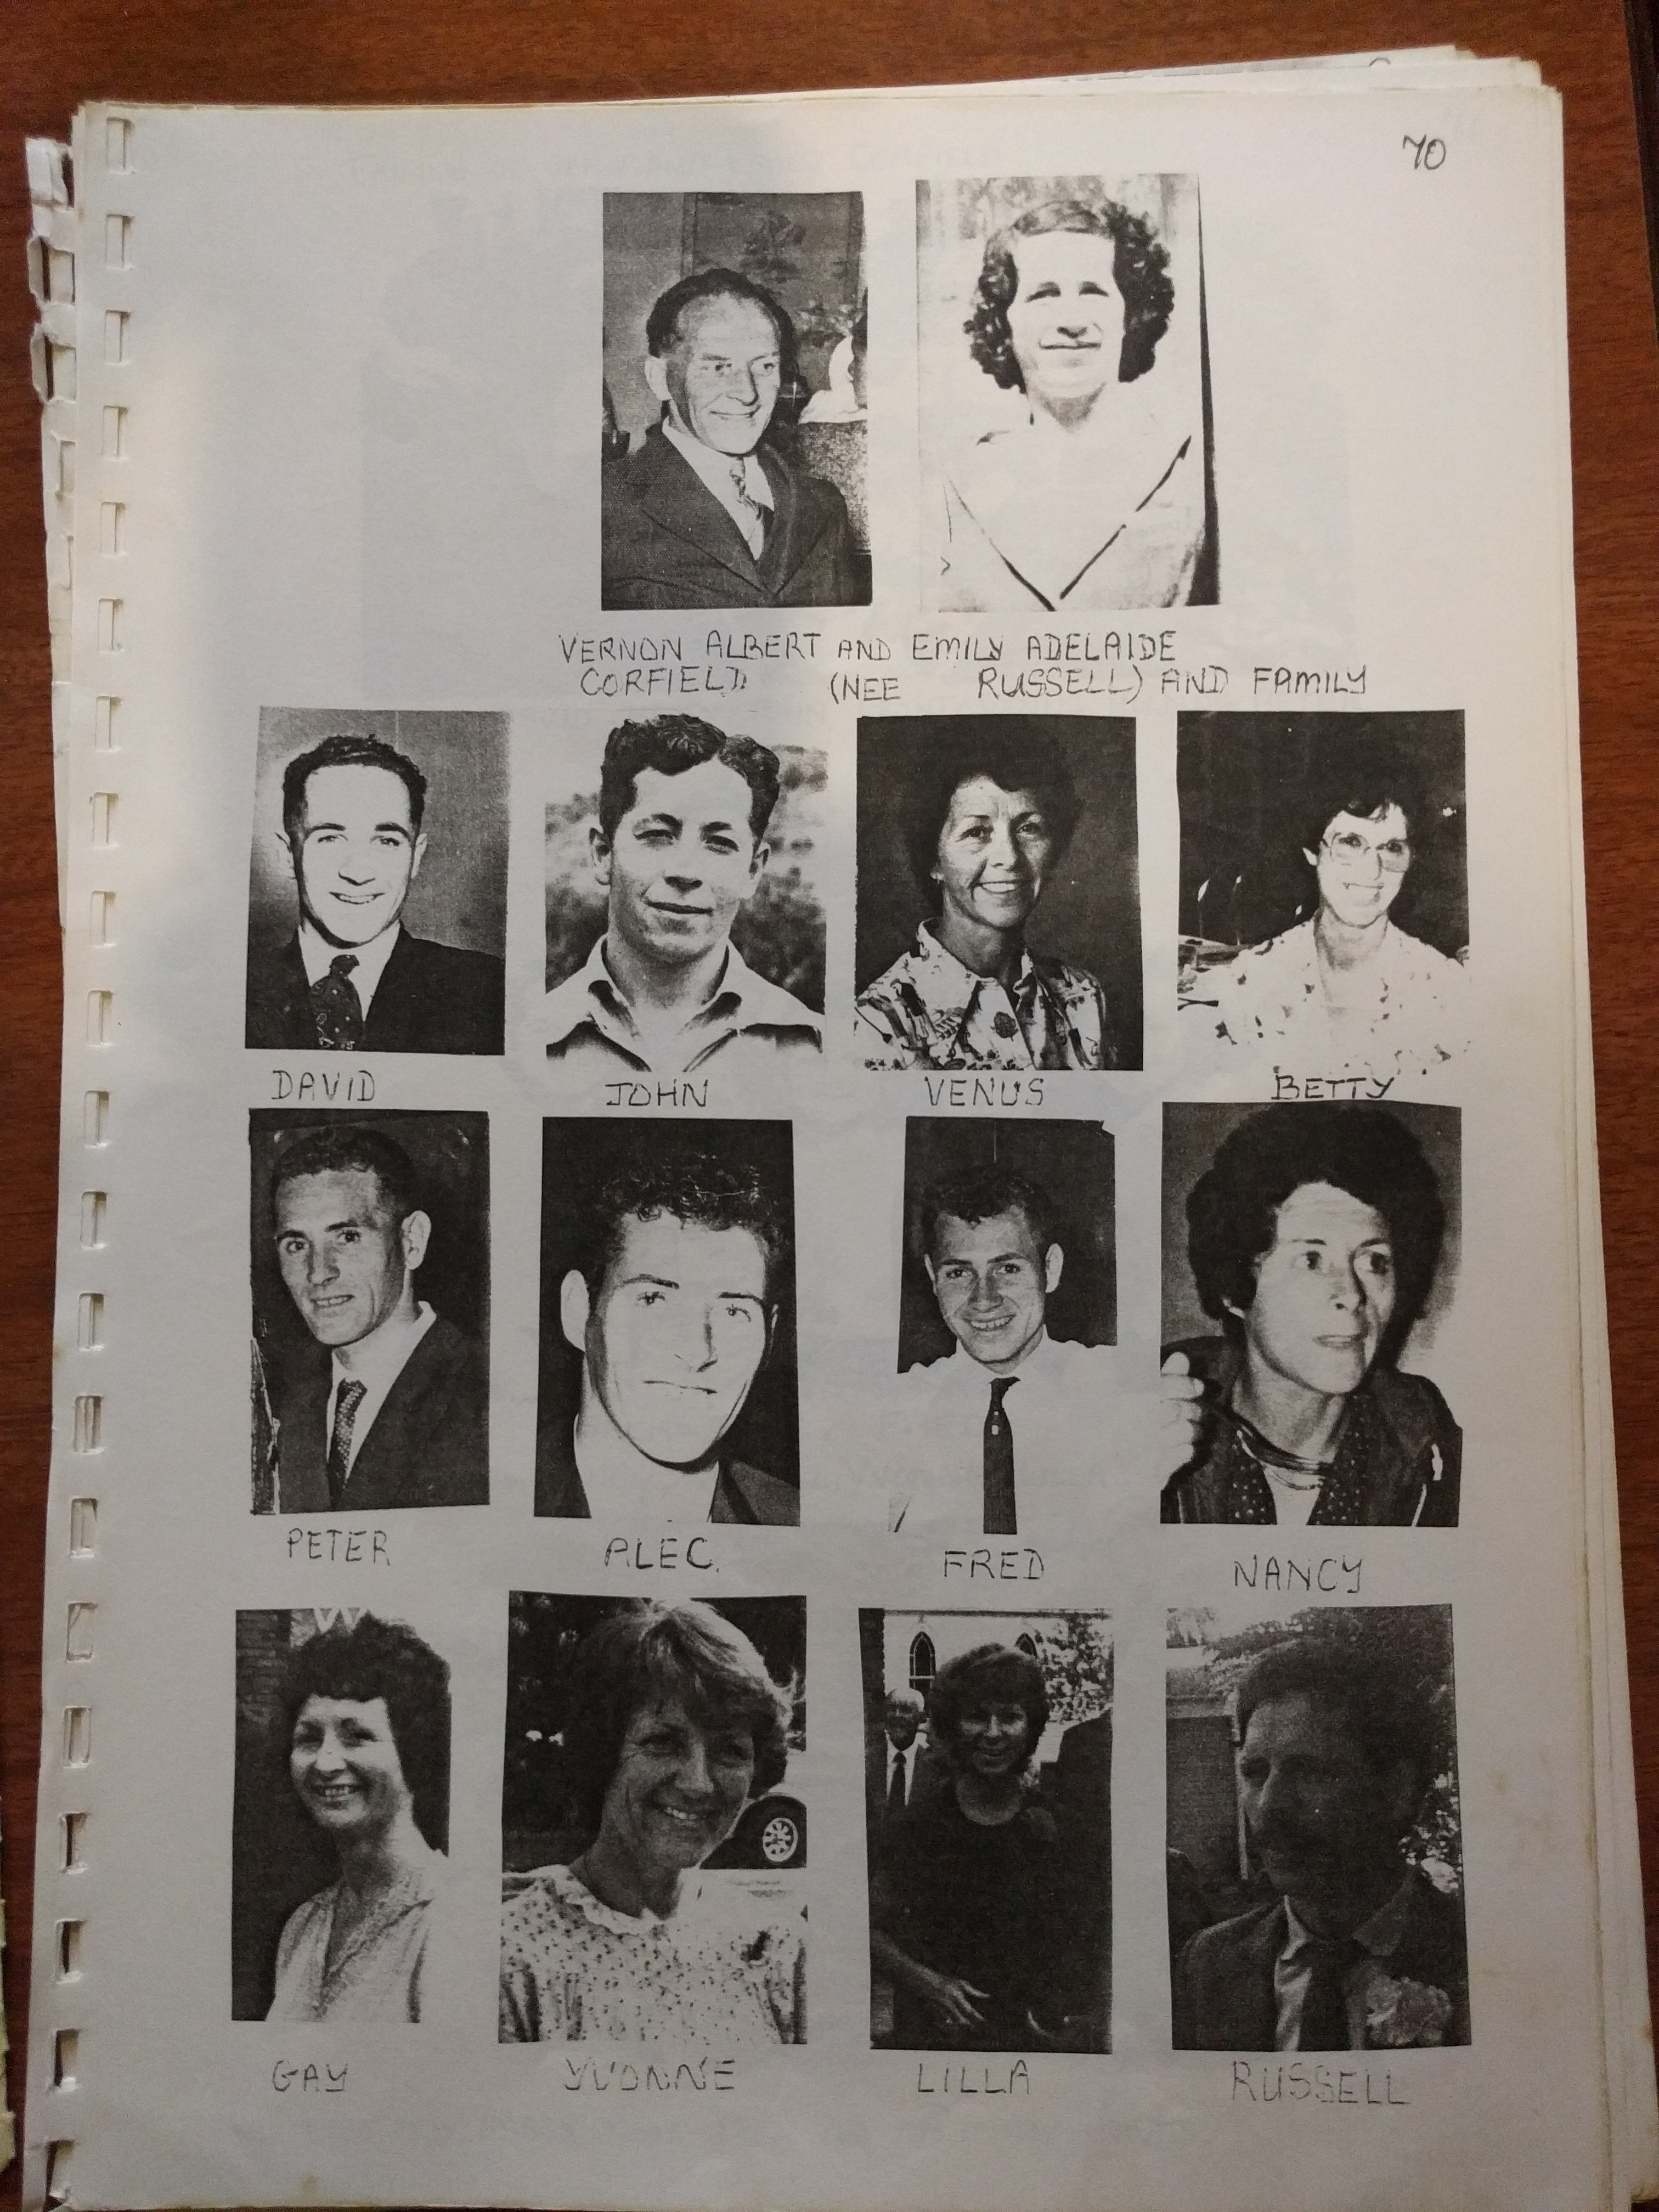 70
VERNON ALBERT AND EMILY ADELAIDE
CORFIELD (NEE RUSSELL) AND FAMILY
DAVID JOHN VENUS BETTY
PETER ALEC. FRED NANCY
GAY YVONNE LILLA RUSSELL